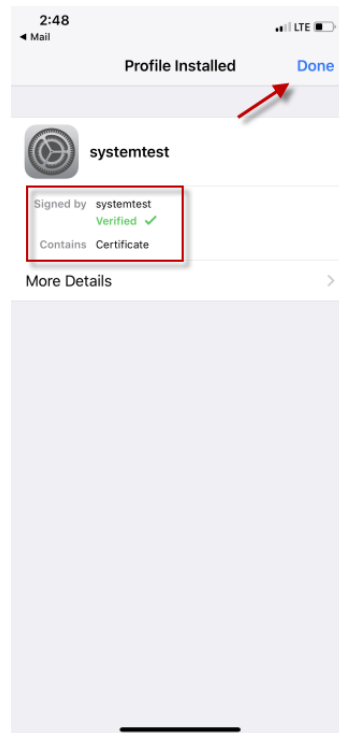 2:48
LTE
◀ Mail
Profile Installed
Done
systemtest
Signed by systemtest
Verified ✓
Contains Certificate
More Details